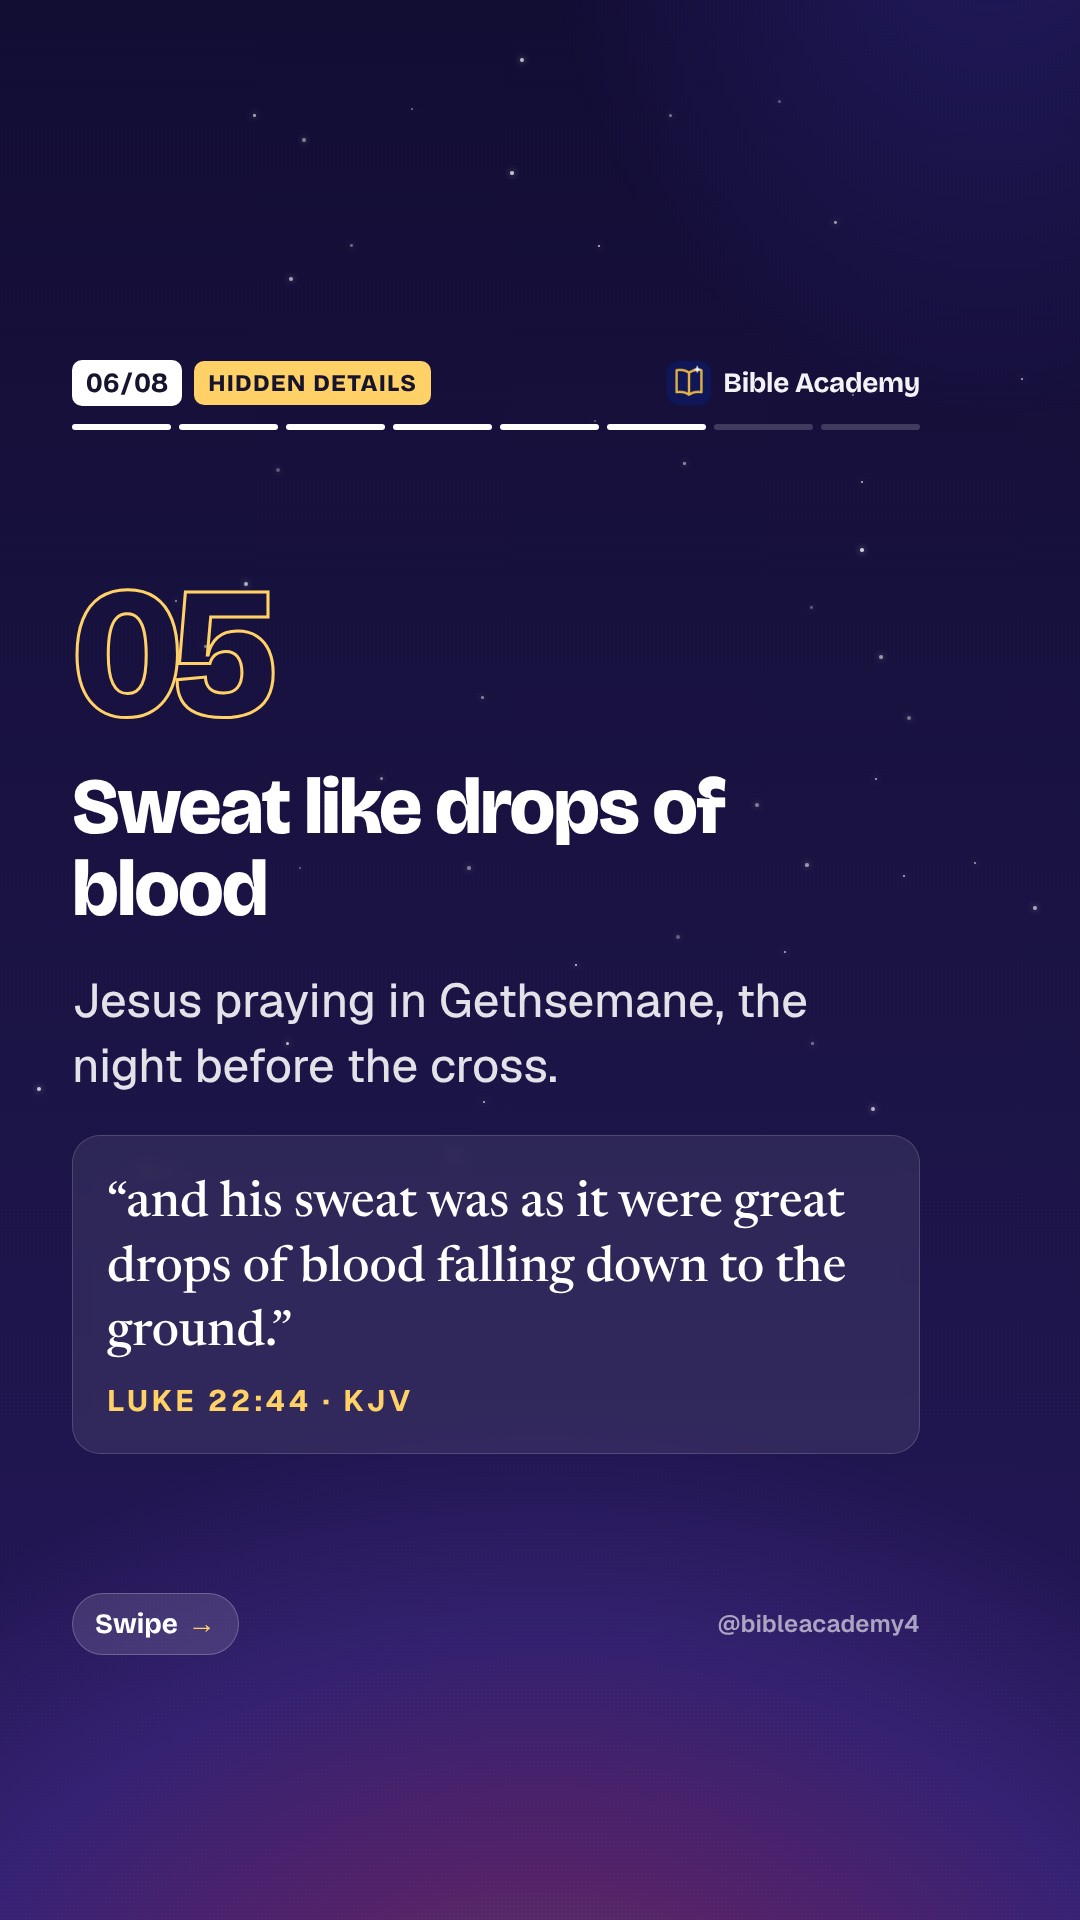 06/08 HIDDEN DETAILS Bible Academy
05
Sweat like drops of
blood
Jesus praying in Gethsemane, the
night before the cross.
“and his sweat was as it were great
drops of blood falling down to the
ground.”
LUKE 22:44 · KJV
Swipe → @bibleacademy4